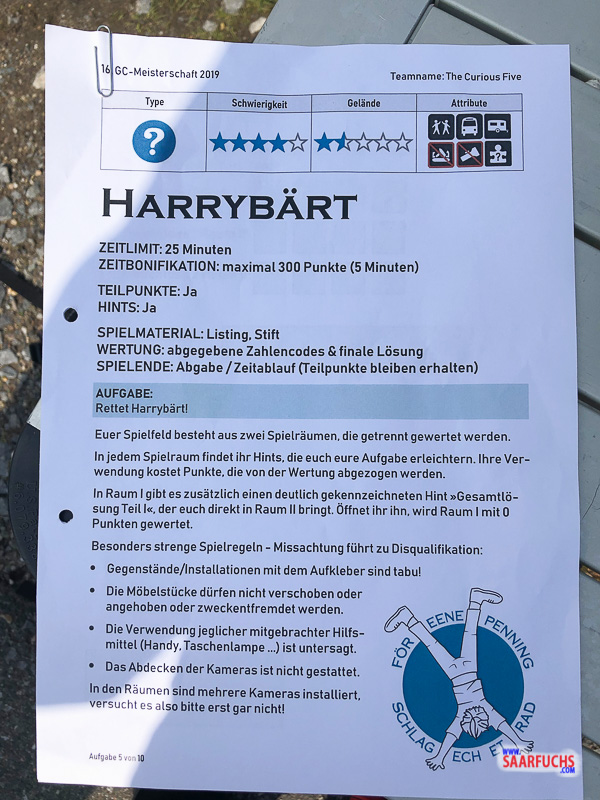 16. GC-Meisterschaft 2019
Teamname: The Curious Five
Type Schwierigkeit Gelände Attribute
?
HARRYBÄRT
ZEITLIMIT: 25 Minuten
ZEITBONIFIKATION: maximal 300 Punkte (5 Minuten)
TEILPUNKTE: Ja
HINTS: Ja
SPIELMATERIAL: Listing, Stift
WERTUNG: abgegebene Zahlencodes & finale Lösung
SPIELENDE: Abgabe / Zeitablauf (Teilpunkte bleiben erhalten)
AUFGABE:
Rettet Harrybärt!
Euer Spielfeld besteht aus zwei Spielräumen, die getrennt gewertet werden.
In jedem Spielraum findet ihr Hints, die euch eure Aufgabe erleichtern. Ihre Ver-
wendung kostet Punkte, die von der Wertung abgezogen werden.
In Raum I gibt es zusätzlich einen deutlich gekennzeichneten Hint »Gesamtlö-
sung Teil I«, der euch direkt in Raum II bringt. Öffnet ihr ihn, wird Raum I mit 0
Punkten gewertet.
Besonders strenge Spielregeln - Missachtung führt zu Disqualifikation:
• Gegenstände/Installationen mit dem Aufkleber sind tabu!
• Die Möbelstücke dürfen nicht verschoben oder
angehoben oder zweckentfremdet werden.
• Die Verwendung jeglicher mitgebrachter Hilfs-
mittel (Handy, Taschenlampe ...) ist untersagt.
• Das Abdecken der Kameras ist nicht gestattet.
In den Räumen sind mehrere Kameras installiert,
versucht es also bitte erst gar nicht!
FÖR EENE PENNING
SCHLAG ECH ET RAD
Aufgabe 5 von 10
WWW.
SAARFUCHS
.COM